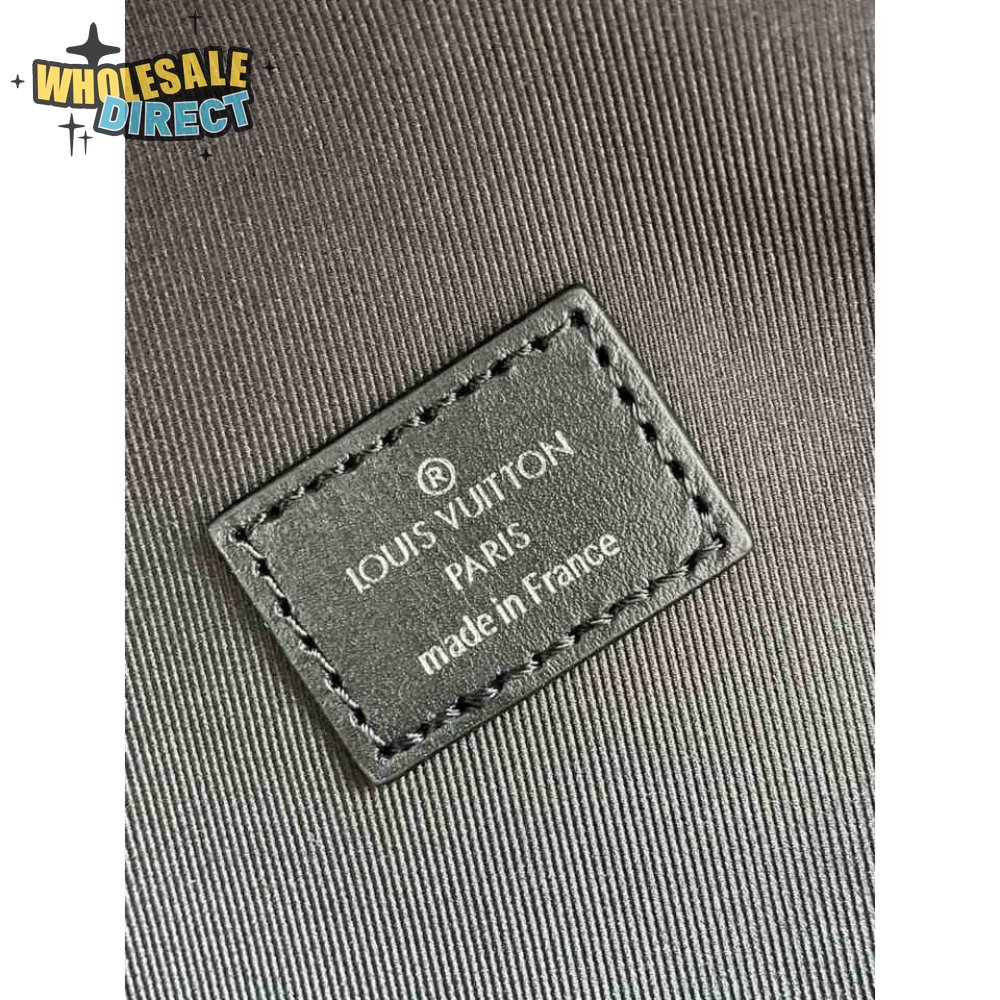 WHOLESALE
DIRECT
®
LOUIS VUITTON
PARIS
made in France